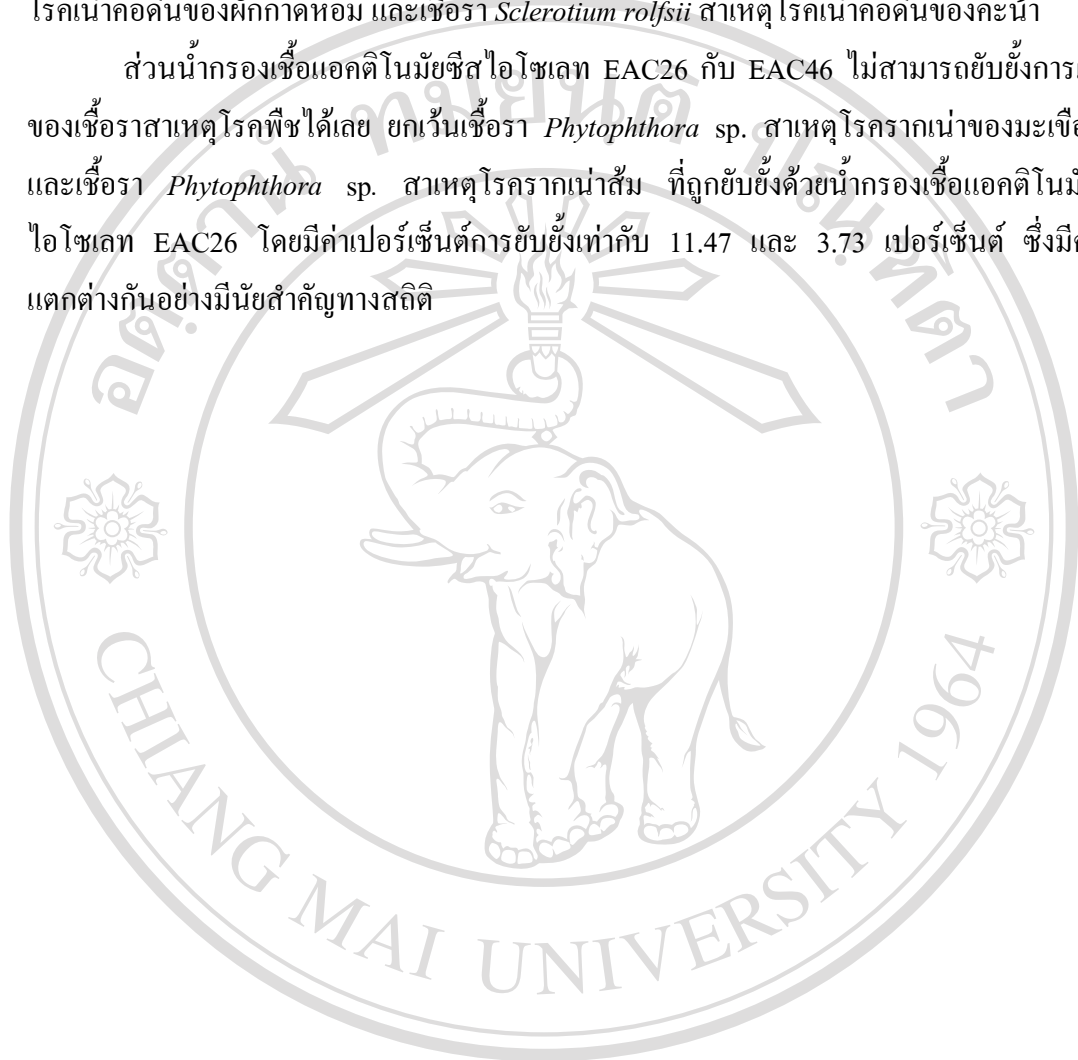 โรคเน่าคอดินของผักกาดหอม และเชื้อรา Sclerotium rolfsii สาเหตุโรคเน่าคอดินของคะน้า
ส่วนน้ำกรองเชื้อแอคติโนมัยซีสไอโซเลท EAC26 กับ EAC46 ไม่สามารถยับยั้งการเ
ของเชื้อราสาเหตุโรคพืชได้เลย ยกเว้นเชื้อรา Phytophthora sp. สาเหตุโรครากเน่าของมะเขือ
และเชื้อรา Phytophthora sp. สาเหตุโรครากเน่าส้ม ที่ถูกยับยั้งด้วยน้ำกรองเชื้อแอคติโนมั
ไอโซเลท EAC26 โดยมีค่าเปอร์เซ็นต์การยับยั้งเท่ากับ 11.47 และ 3.73 เปอร์เซ็นต์ ซึ่งมีค
แตกต่างกันอย่างมีนัยสำคัญทางสถิติ
CHIANG MAI UNIVERSITY 1964